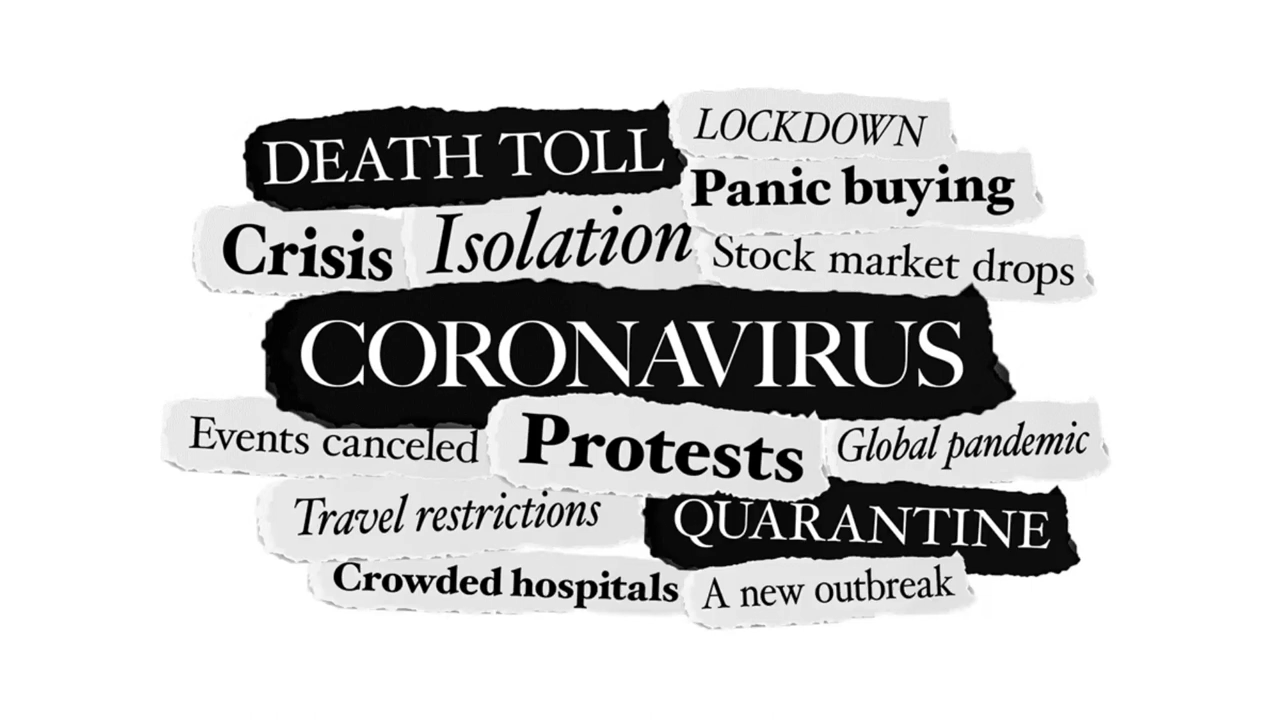 DEATH TOLL
LOCKDOWN
Panic buying
Crisis
Isolation
Stock market drops
CORONAVIRUS
Events canceled
Protests
Global pandemic
Travel restrictions
QUARANTINE
Crowded hospitals
A new outbreak